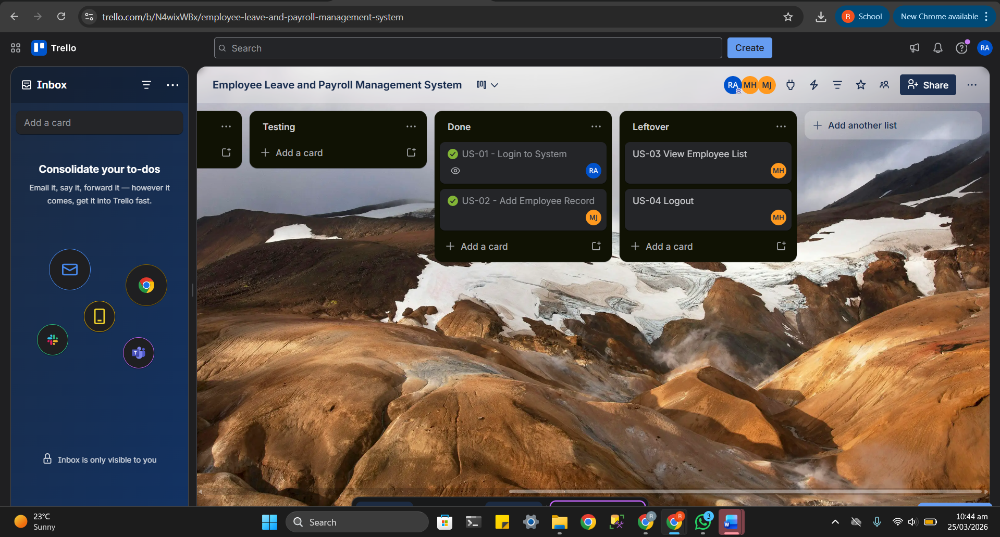 trello.com/b/N4wixWBx/employee-leave-and-payroll-management-system
R School
New Chrome available
Trello
Search
Create
RA
Inbox
Add a card
Consolidate your to-dos
Email it, say it, forward it — however it
comes, get it into Trello fast.
Inbox is only visible to you
Employee Leave and Payroll Management System
RA MH MJ
Share
Testing
Add a card
Done
US-01 - Login to System
RA
US-02 - Add Employee Record
MJ
Add a card
Leftover
US-03 View Employee List
MH
US-04 Logout
MH
Add a card
Add another list
23°C
Sunny
Search
R
R
3
W
10:44 am
25/03/2026